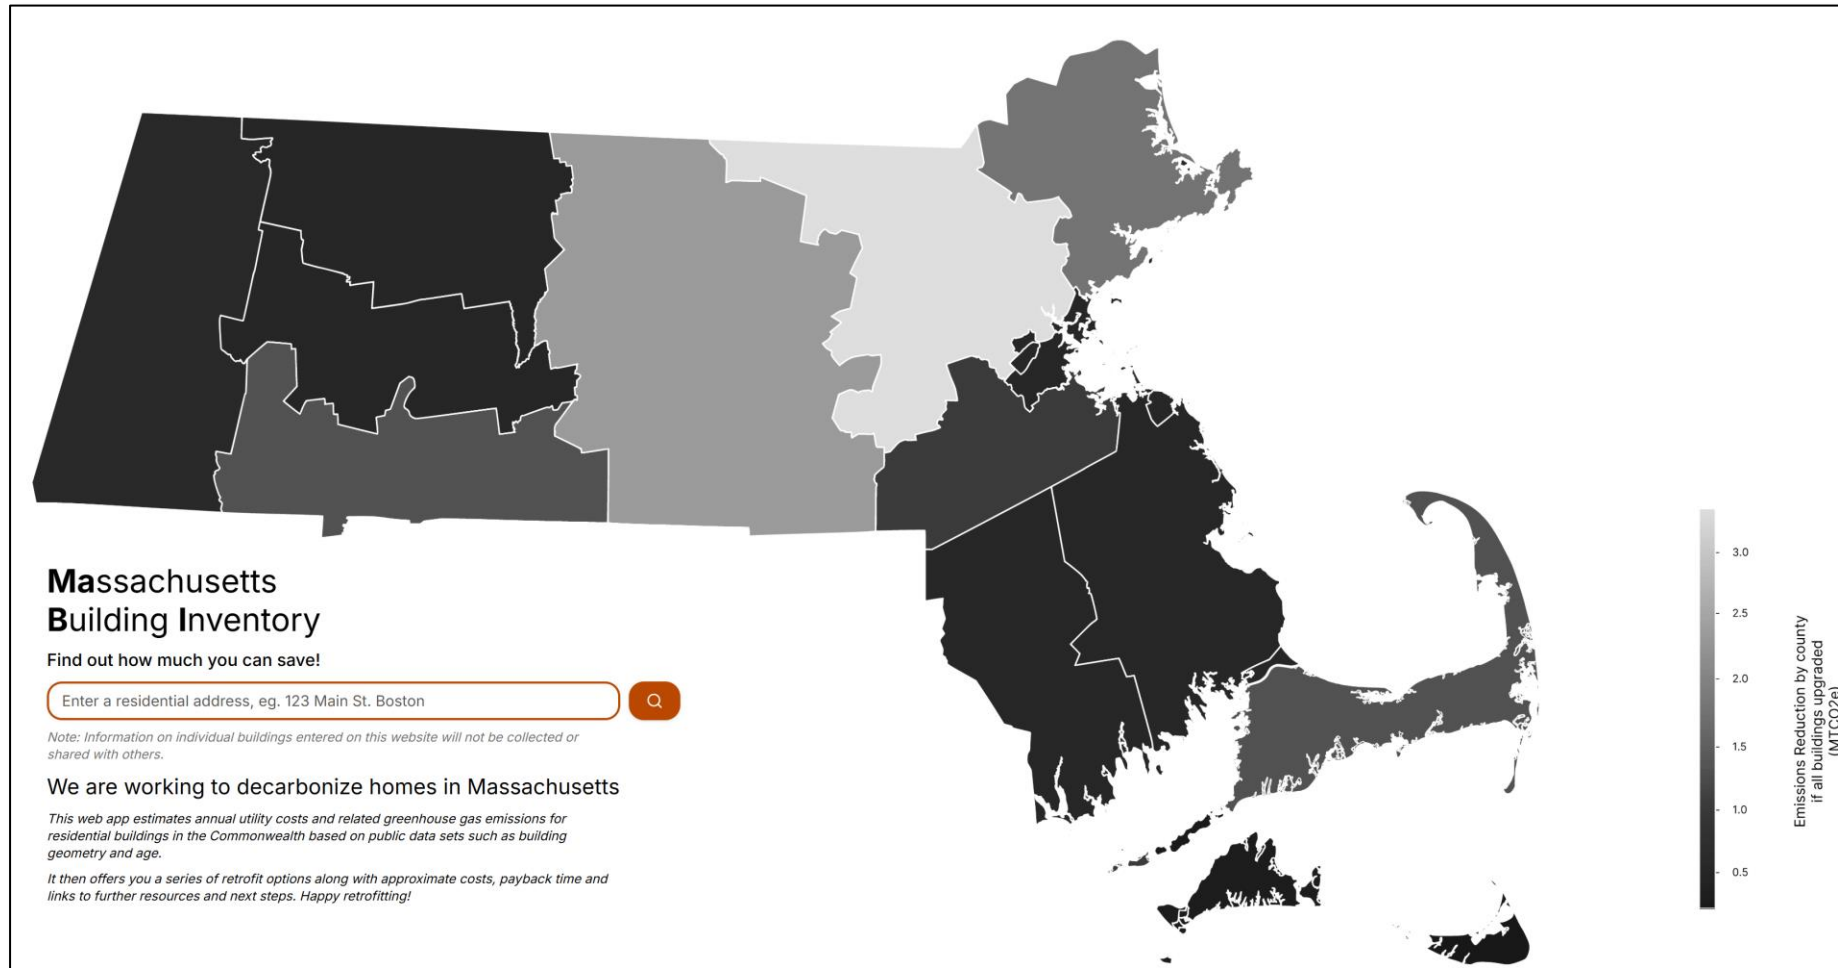 Massachusetts
Building Inventory
Find out how much you can save!
Enter a residential address, eg. 123 Main St. Boston
Note: Information on individual buildings entered on this website will not be collected or
shared with others.
We are working to decarbonize homes in Massachusetts
This web app estimates annual utility costs and related greenhouse gas emissions for
residential buildings in the Commonwealth based on public data sets such as building
geometry and age.
It then offers you a series of retrofit options along with approximate costs, payback time and
links to further resources and next steps. Happy retrofitting!
3.0
2.5
2.0
1.5
1.0
0.5
Emissions Reduction by county
if all buildings upgraded
(MTCO2e)